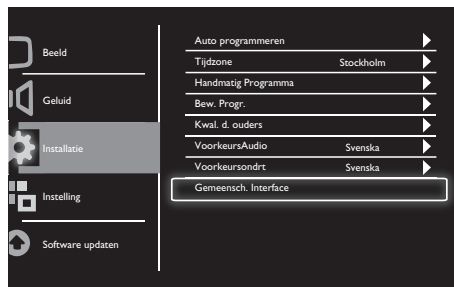 Beeld
Geluid
Installatie
Instelling
Software updaten
Auto programmeren
Tijdzone Stockholm
Handmatig Programma
Bew. Progr.
Kwal. d. ouders
VoorkeursAudio Svenska
Voorkeursondrt Svenska
Gemeensch. Interface